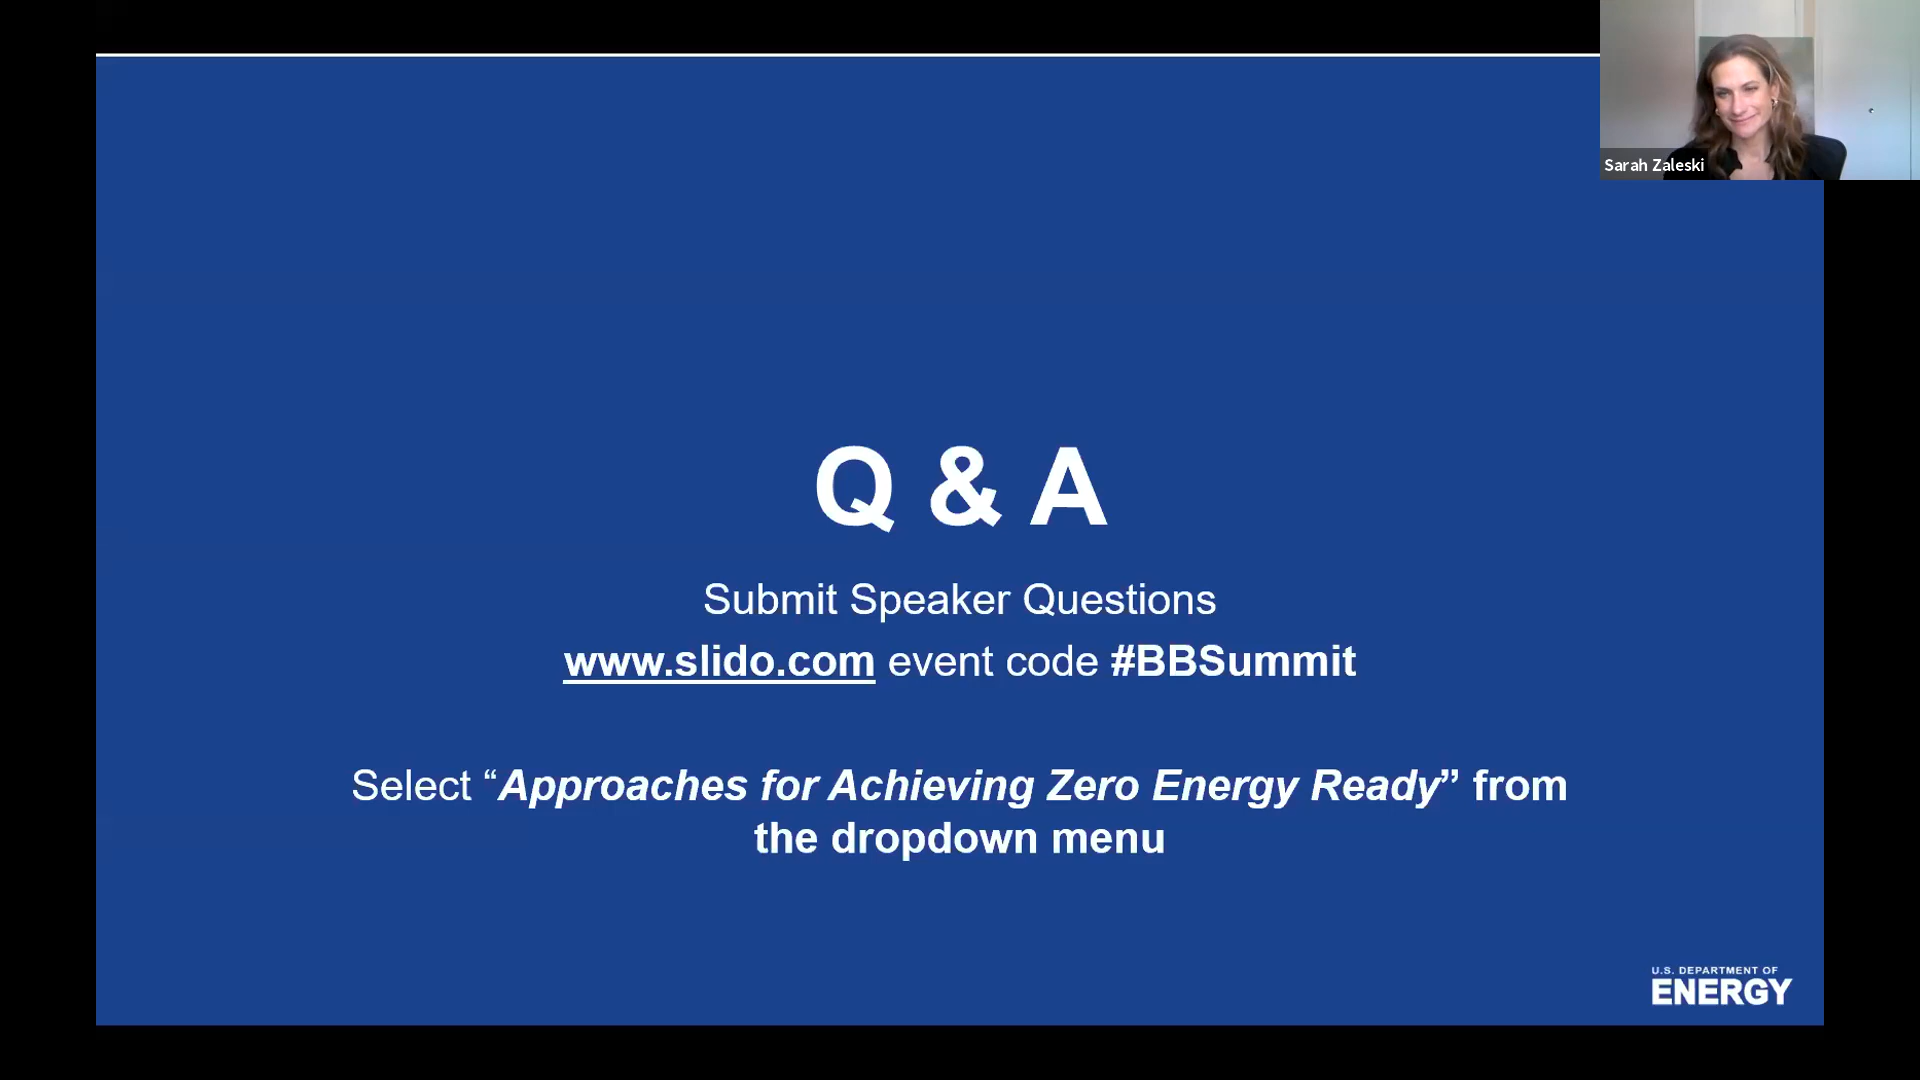 Sarah Zaleski
Q & A
Submit Speaker Questions
www.slido.com event code #BBSummit
Select “Approaches for Achieving Zero Energy Ready” from
the dropdown menu
U.S. DEPARTMENT OF
ENERGY